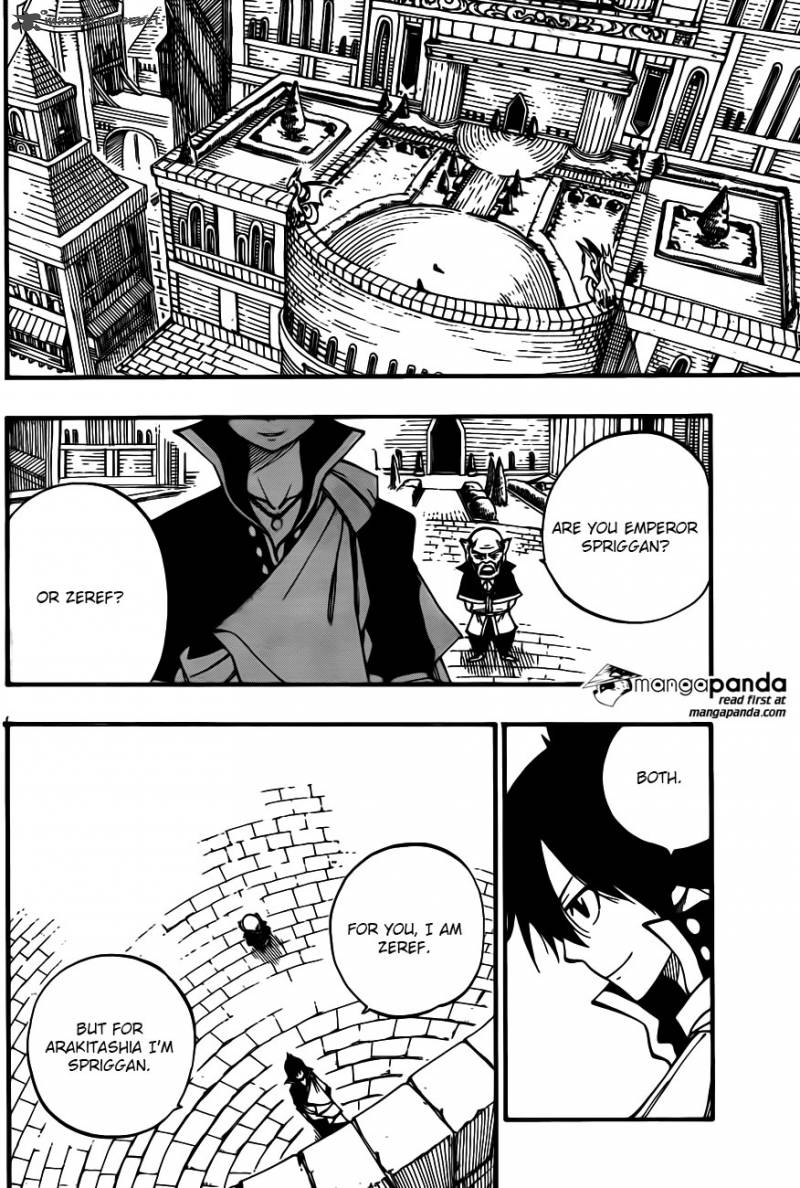 ARE YOU EMPEROR
SPRIGGAN?
OR ZEREF?
mangapanda
read first at
mangapanda.com
BOTH.
FOR YOU, I AM
ZEREF.
BUT FOR
ARAKITASHIA I'M
SPRIGGAN.